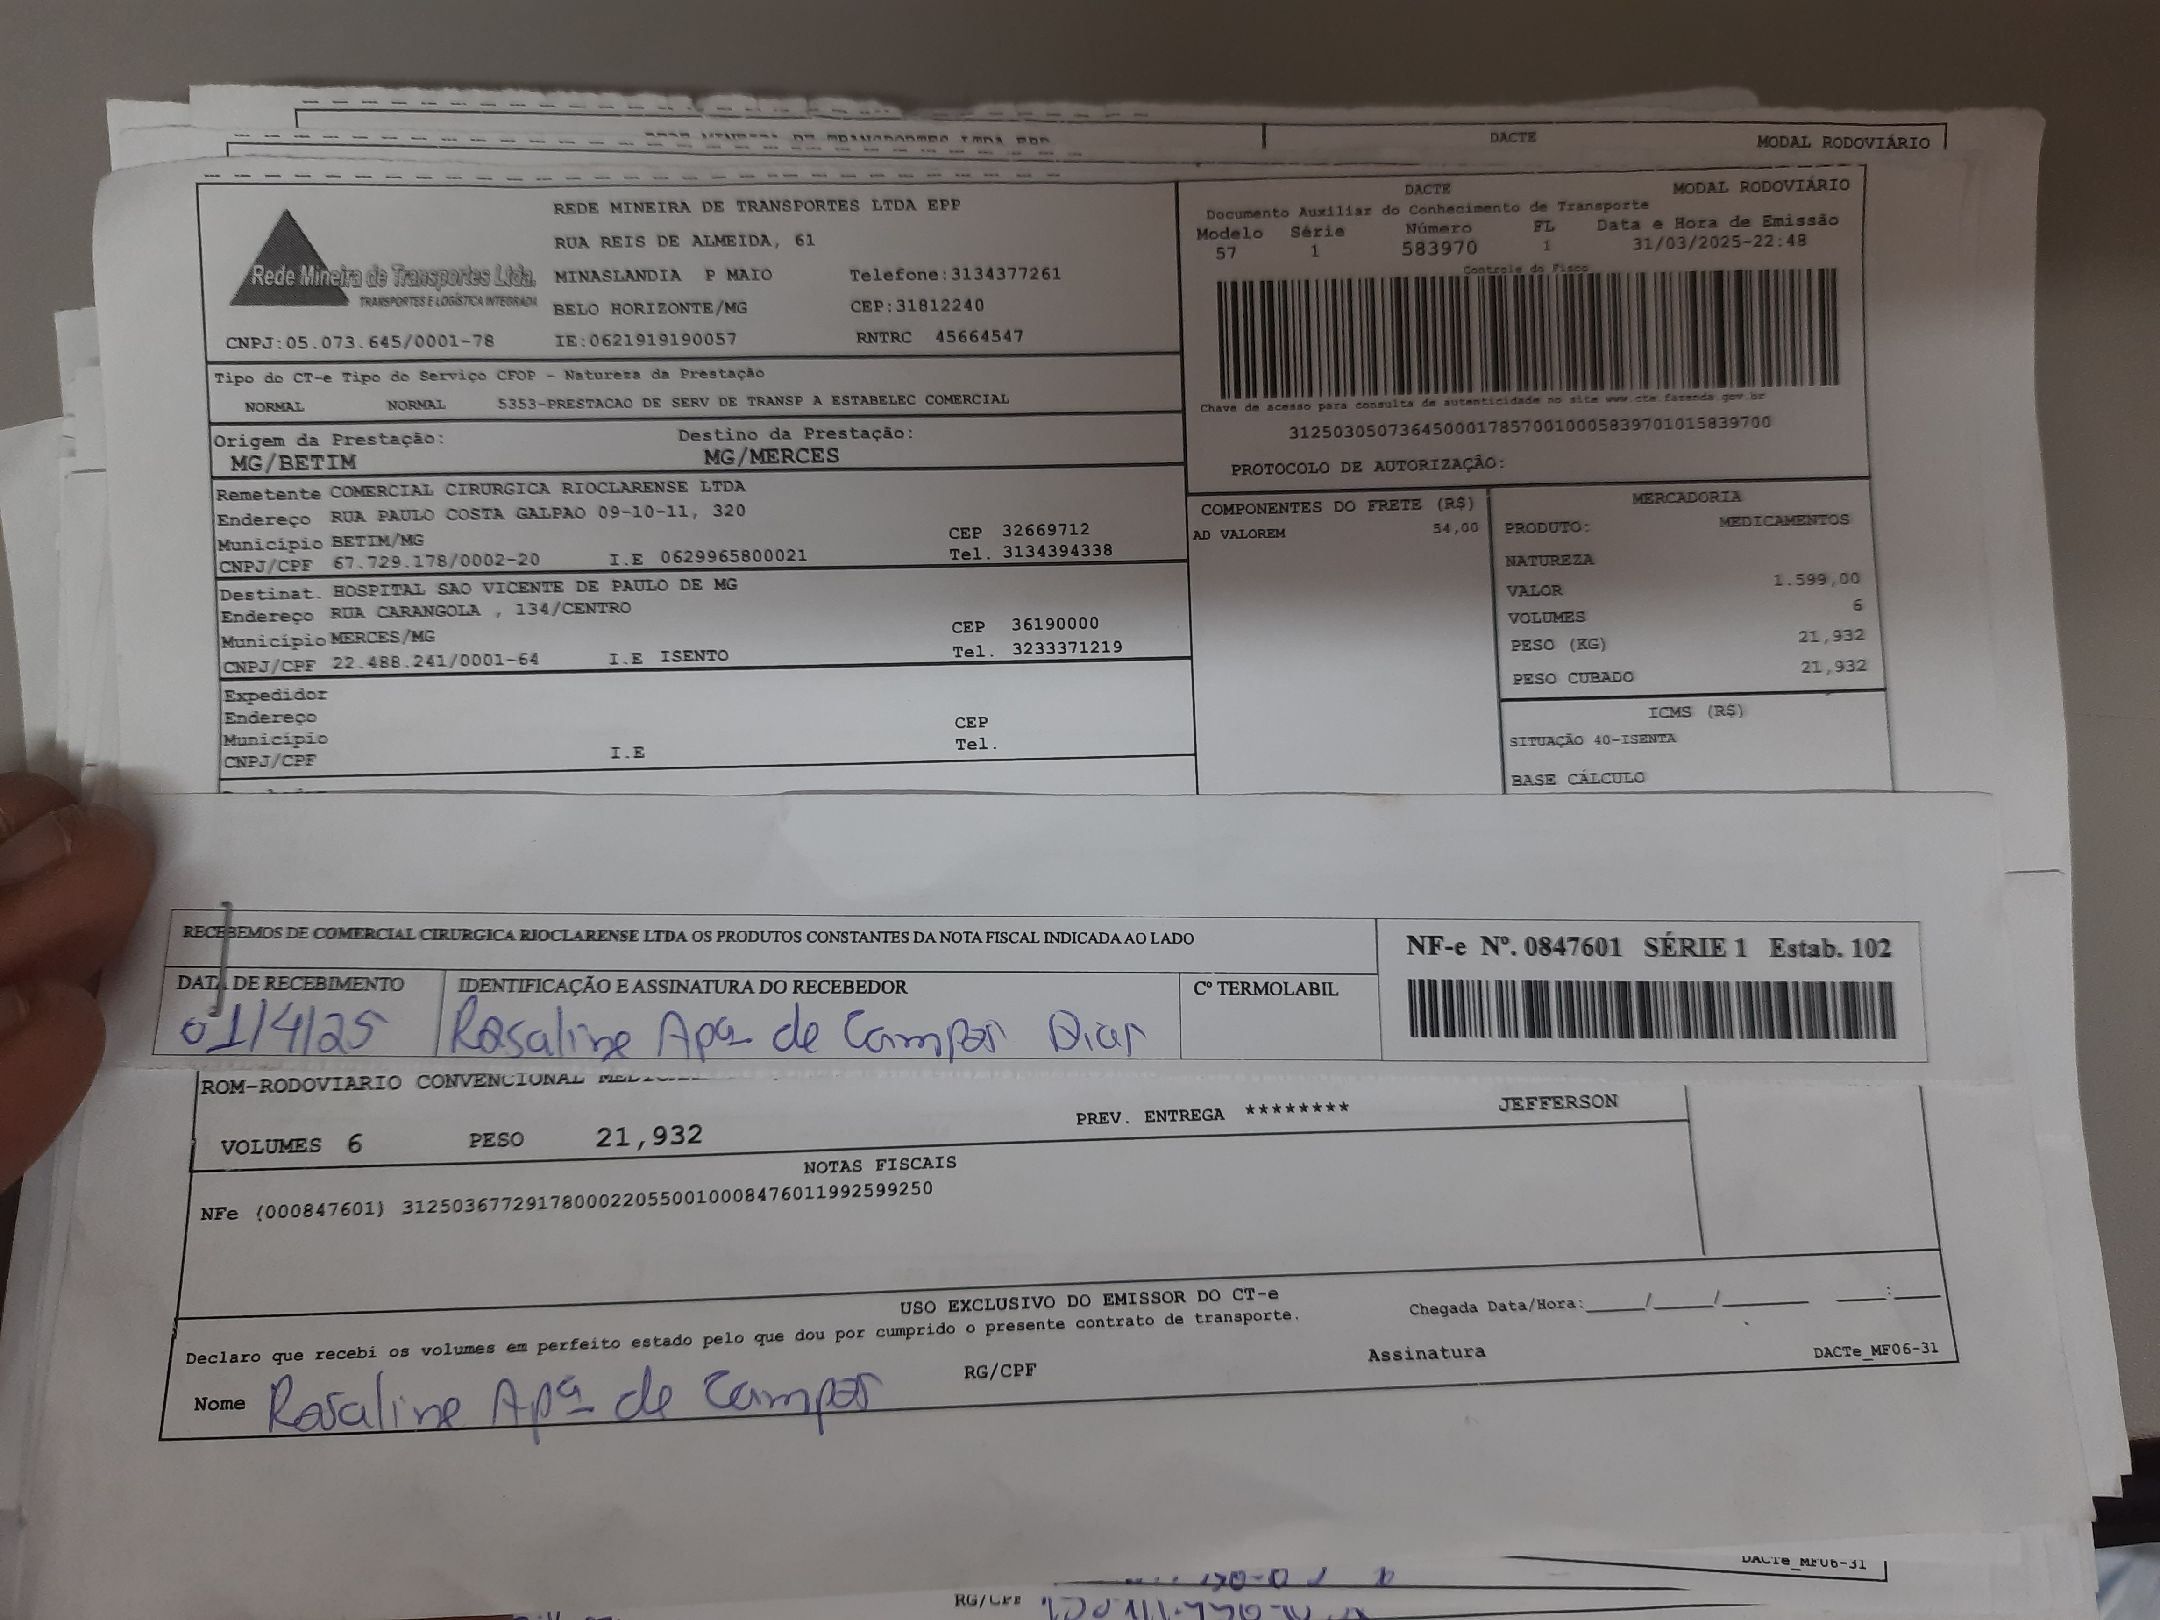 DACTE MODAL RODOVIÁRIO
REDE MINEIRA DE TRANSPORTES LTDA EPP
REDE MINEIRA DE TRANSPORTES LTDA EPP
RUA REIS DE ALMEIDA, 61
Rede Mineira de Transportes Ltda.
TRANSPORTES E LOGÍSTICA INTEGRADA
MINASLANDIA P MAIO Telefone:3134377261
BELO HORIZONTE/MG CEP:31812240
CNPJ:05.073.645/0001-78 IE:0621919190057 RNTRC 45664547
DACTE MODAL RODOVIÁRIO
Documento Auxiliar do Conhecimento de Transporte
Modelo Série Número FL Data e Hora de Emissão
57 1 583970 1 31/03/2025-22:48
Controle do Fisco
Chave de acesso para consulta de autenticidade no site www.cte.fazenda.gov.br
31250305073645000178570010005839701015839700
PROTOCOLO DE AUTORIZAÇÃO:
Tipo do CT-e Tipo do Serviço CFOP - Natureza da Prestação
NORMAL NORMAL 5353-PRESTACAO DE SERV DE TRANSP A ESTABELEC COMERCIAL
Origem da Prestação: Destino da Prestação:
MG/BETIM MG/MERCES
Remetente COMERCIAL CIRURGICA RIOCLARENSE LTDA
Endereço RUA PAULO COSTA GALPAO 09-10-11, 320
Município BETIM/MG CEP 32669712
CNPJ/CPF 67.729.178/0002-20 I.E 0629965800021 Tel. 3134394338
Destinat. HOSPITAL SAO VICENTE DE PAULO DE MG
Endereço RUA CARANGOLA , 134/CENTRO
Município MERCES/MG CEP 36190000
CNPJ/CPF 22.488.241/0001-64 I.E ISENTO Tel. 3233371219
Expedidor
Endereço
Município CEP
CNPJ/CPF I.E Tel.
COMPONENTES DO FRETE (R$)
AD VALOREM 54,00
MERCADORIA
PRODUTO: MEDICAMENTOS
NATUREZA
VALOR 1.599,00
VOLUMES 6
PESO (KG) 21,932
PESO CUBADO 21,932
ICMS (R$)
SITUAÇÃO 40-ISENTA
BASE CÁLCULO
RECEBEMOS DE COMERCIAL CIRURGICA RIOCLARENSE LTDA OS PRODUTOS CONSTANTES DA NOTA FISCAL INDICADA AO LADO
NF-e Nº. 0847601 SÉRIE 1 Estab. 102
DATA DE RECEBIMENTO IDENTIFICAÇÃO E ASSINATURA DO RECEBEDOR Cº TERMOLABIL
01/4/25 Rosaline Apª de Campos Dias
ROM-RODOVIARIO CONVENCIONAL
VOLUMES 6 PESO 21,932 PREV. ENTREGA ******** JEFFERSON
NOTAS FISCAIS
NFe (000847601) 31250367729178000220550010008476011992599250
USO EXCLUSIVO DO EMISSOR DO CT-e
Declaro que recebi os volumes em perfeito estado pelo que dou por cumprido o presente contrato de transporte.
Chegada Data/Hora:____/____/______ ____:____
Nome Rosaline Apª de Campos RG/CPF Assinatura DACTe_MF06-31
DACTe_MF06-31
RG/CPF